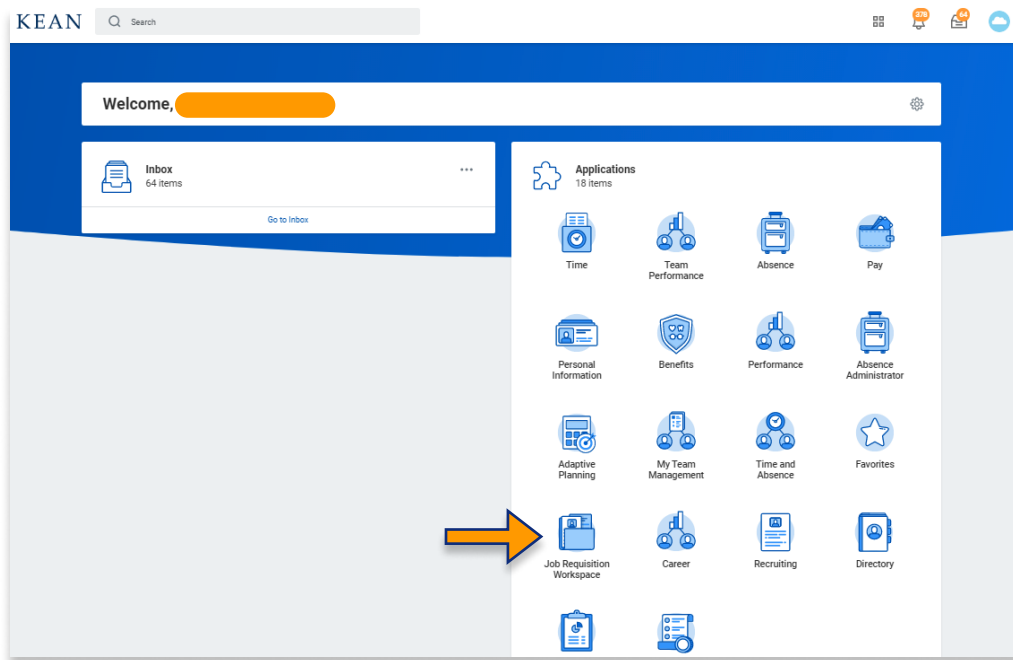 KEAN
Search
378
64
Welcome,
Inbox
64 items
Go to Inbox
Applications
18 items
Time
Team
Performance
Absence
Pay
Personal
Information
Benefits
Performance
Absence
Administrator
Adaptive
Planning
My Team
Management
Time and
Absence
Favorites
Job Requisition
Workspace
Career
Recruiting
Directory